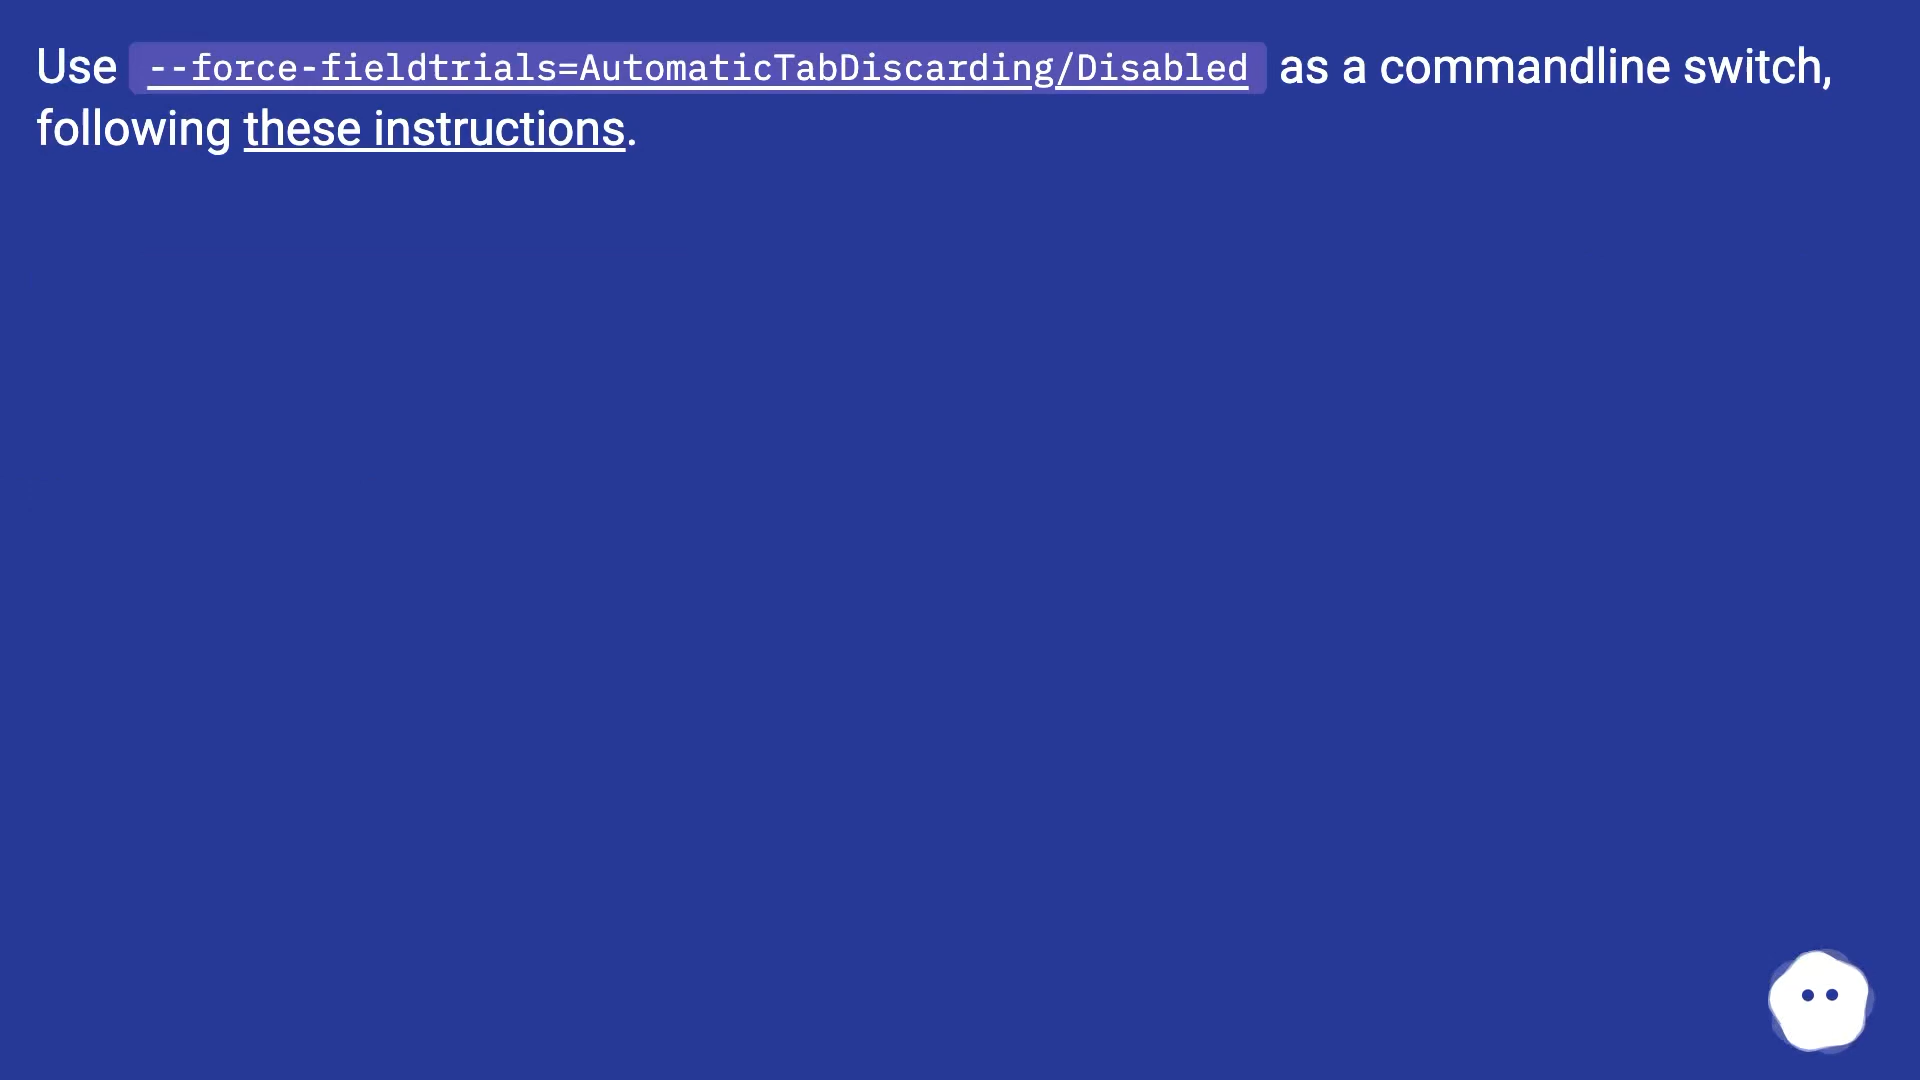 Use --force-fieldtrials=AutomaticTabDiscarding/Disabled as a commandline switch,
following these instructions.